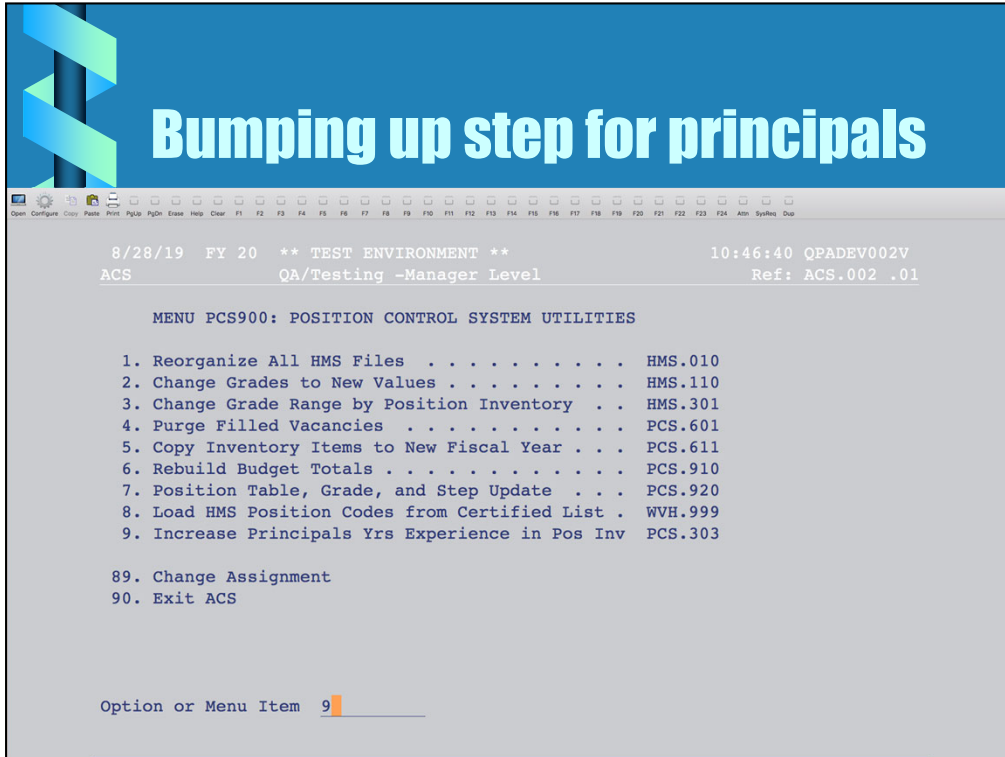 Bumping up step for principals
Open Configure Copy Paste Print PgUp PgDn Erase Help Clear F1 F2 F3 F4 F5 F6 F7 F8 F9 F10 F11 F12 F13 F14 F15 F16 F17 F18 F19 F20 F21 F22 F23 F24 Attn SysReq Dup
8/28/19 FY 20 ** TEST ENVIRONMENT ** 10:46:40 QPADEV002V
ACS QA/Testing -Manager Level Ref: ACS.002 .01
MENU PCS900: POSITION CONTROL SYSTEM UTILITIES
1. Reorganize All HMS Files . . . . . . . . . . HMS.010
2. Change Grades to New Values . . . . . . . . . HMS.110
3. Change Grade Range by Position Inventory . . HMS.301
4. Purge Filled Vacancies . . . . . . . . . . . PCS.601
5. Copy Inventory Items to New Fiscal Year . . . PCS.611
6. Rebuild Budget Totals . . . . . . . . . . . . PCS.910
7. Position Table, Grade, and Step Update . . . PCS.920
8. Load HMS Position Codes from Certified List . WVH.999
9. Increase Principals Yrs Experience in Pos Inv PCS.303
89. Change Assignment
90. Exit ACS
Option or Menu Item 9